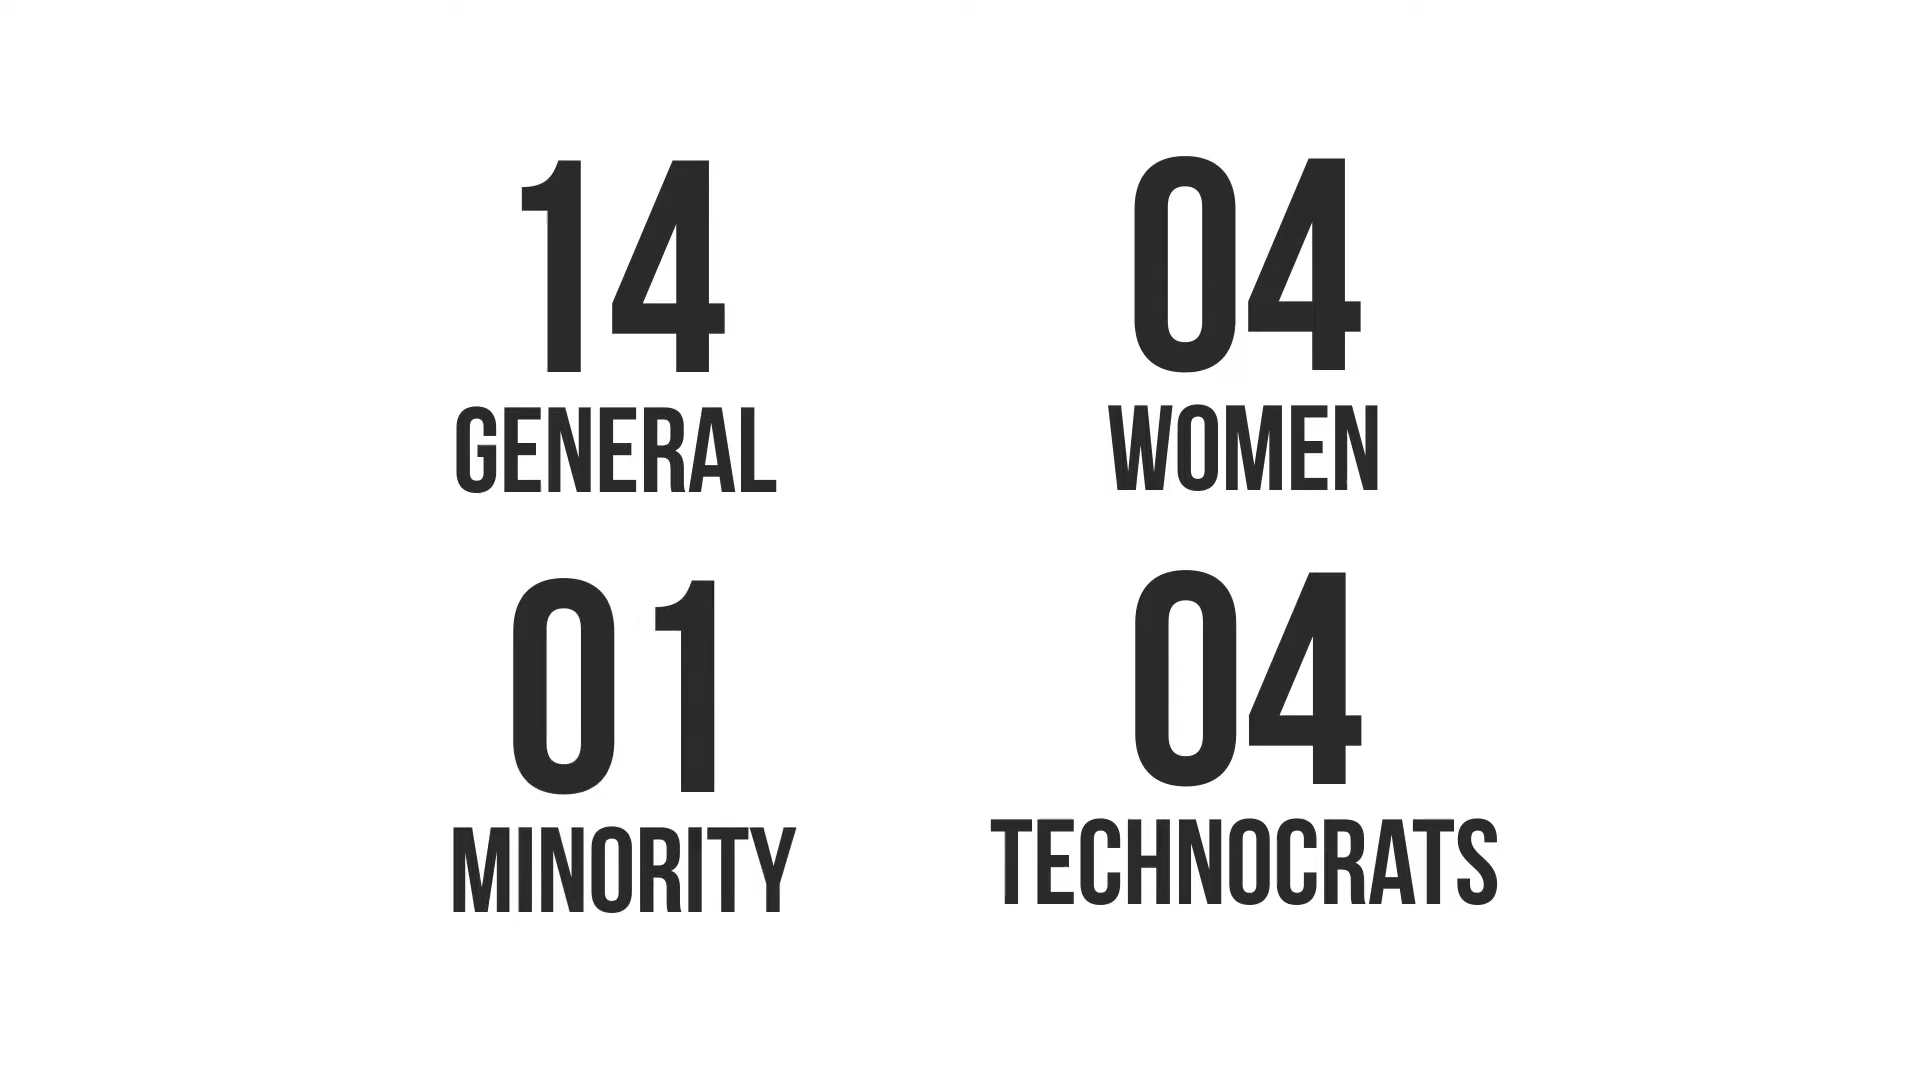 14
GENERAL
04
WOMEN
01
MINORITY
04
TECHNOCRATS